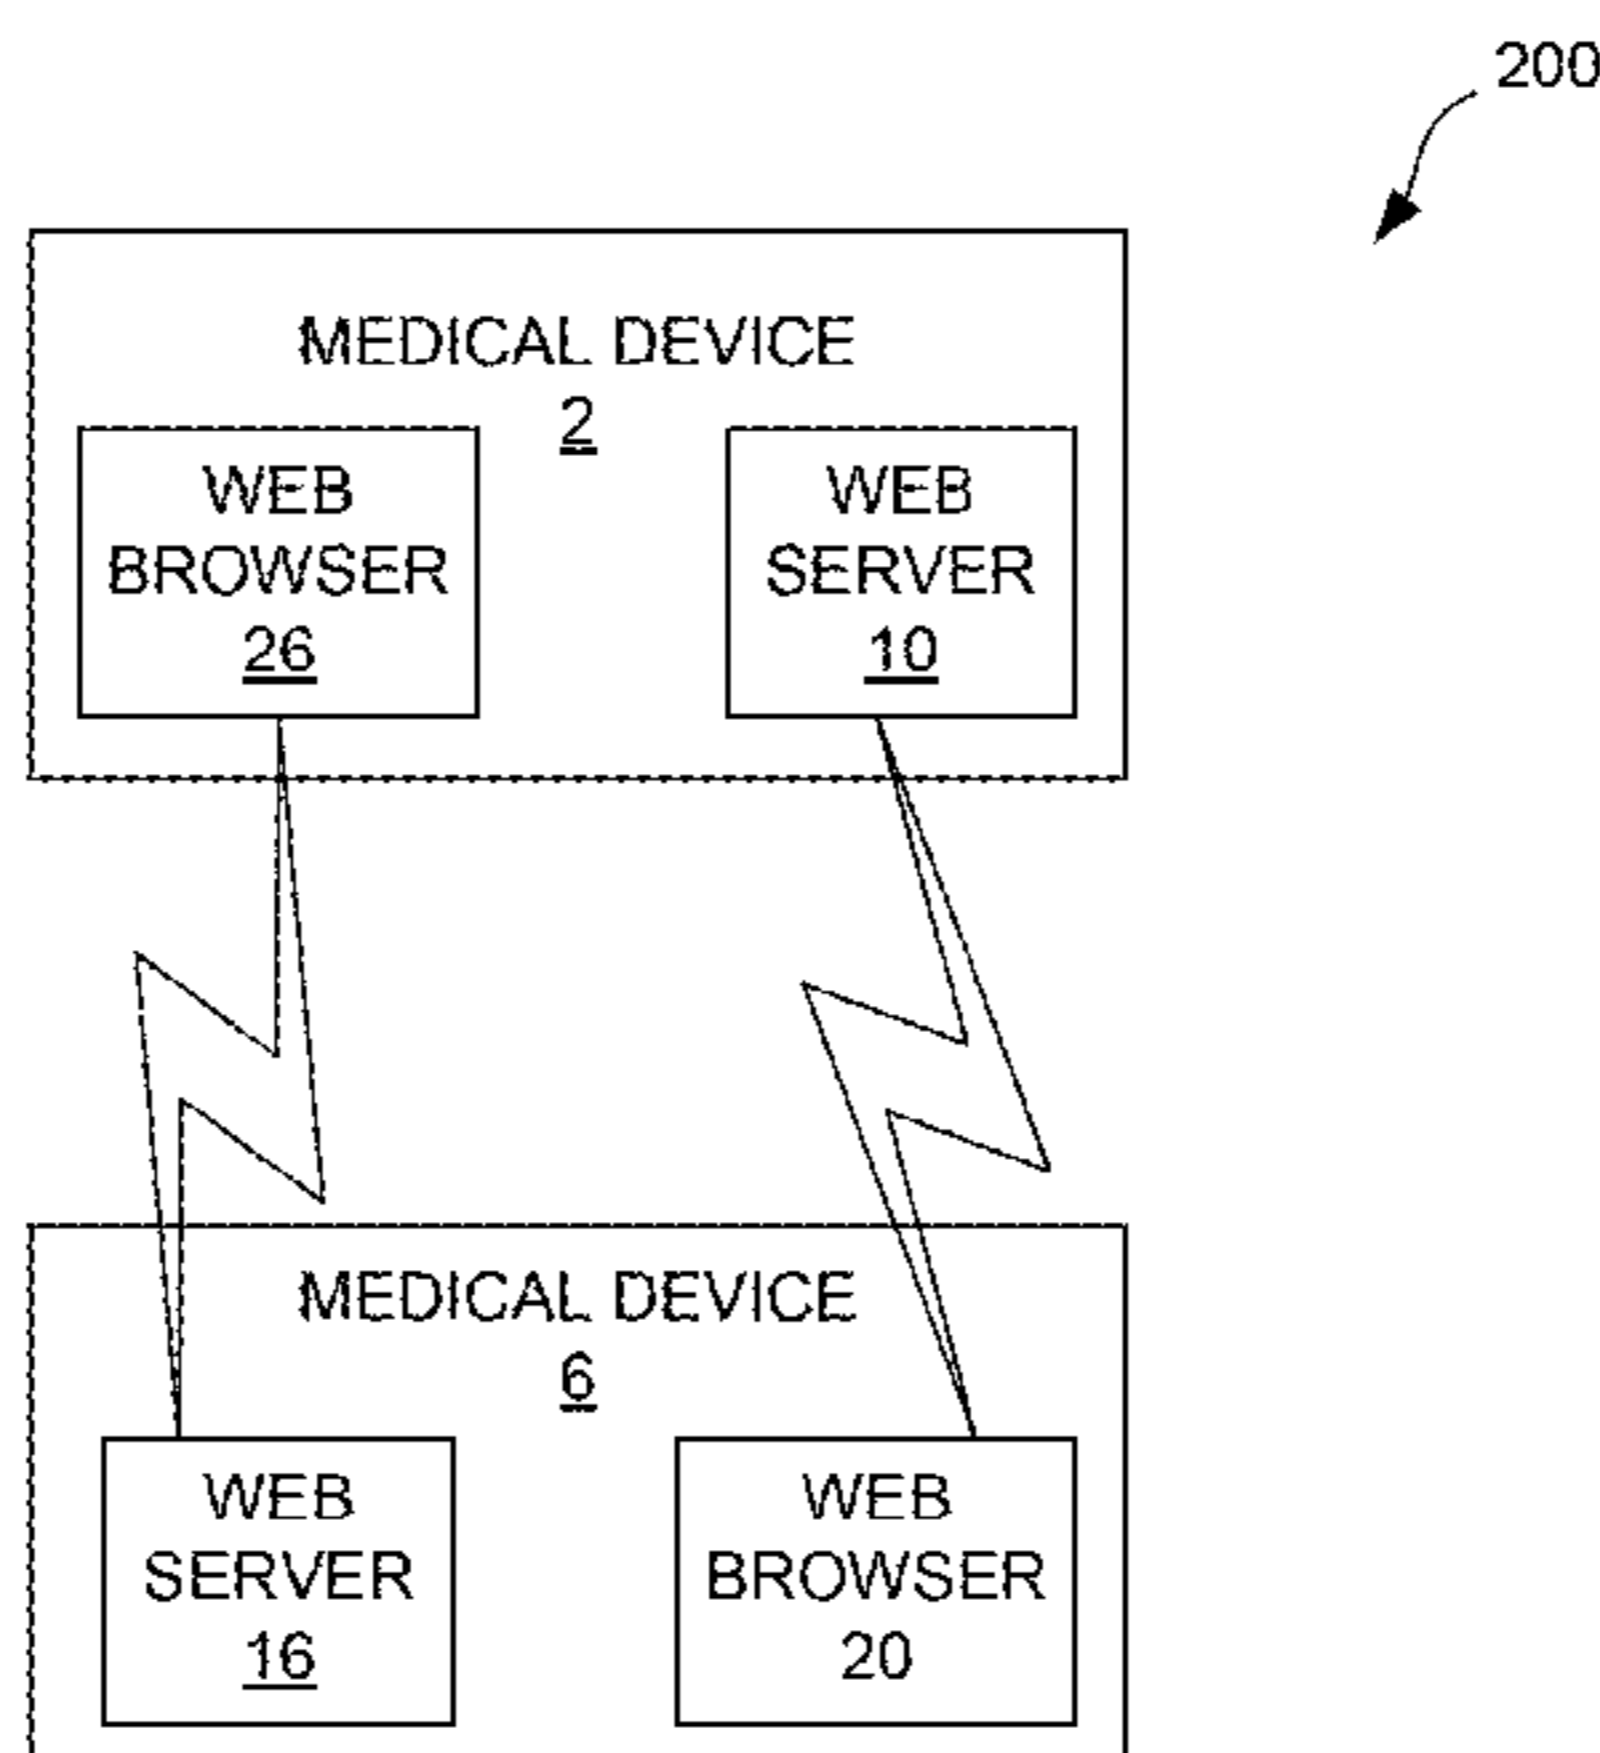 200
MEDICAL DEVICE
2
WEB
BROWSER
26
WEB
SERVER
10
MEDICAL DEVICE
6
WEB
SERVER
16
WEB
BROWSER
20